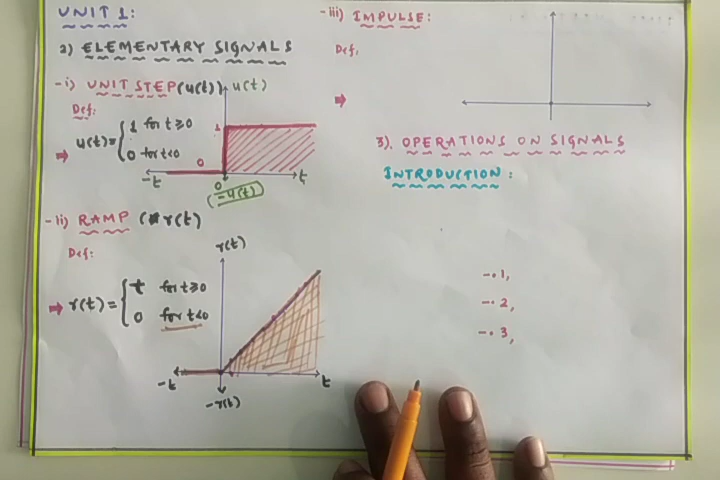 UNIT 1:
2) ELEMENTARY SIGNALS
-i) UNIT STEP (u(t))
u(t)
Def:
u(t)= { 1 for t≥0
0 for t<0
1
0
-t
0
t
(-u(t))
-ii) RAMP ( r(t)
r(t)
Def:
r(t)= { t for t≥0
0 for t<0
-t
t
-r(t)
-iii) IMPULSE:
Def,
3). OPERATIONS ON SIGNALS
INTRODUCTION:
-. 1,
-. 2,
-. 3,